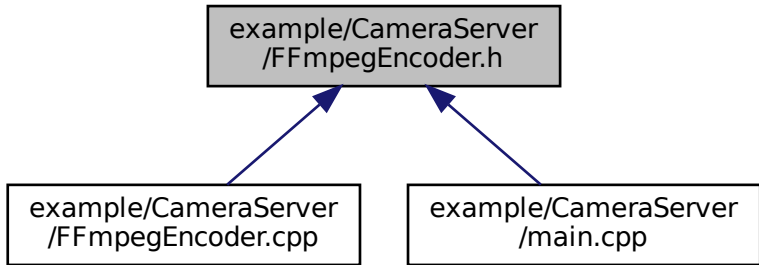 example/CameraServer
/FFmpegEncoder.h
example/CameraServer
/FFmpegEncoder.cpp
example/CameraServer
/main.cpp